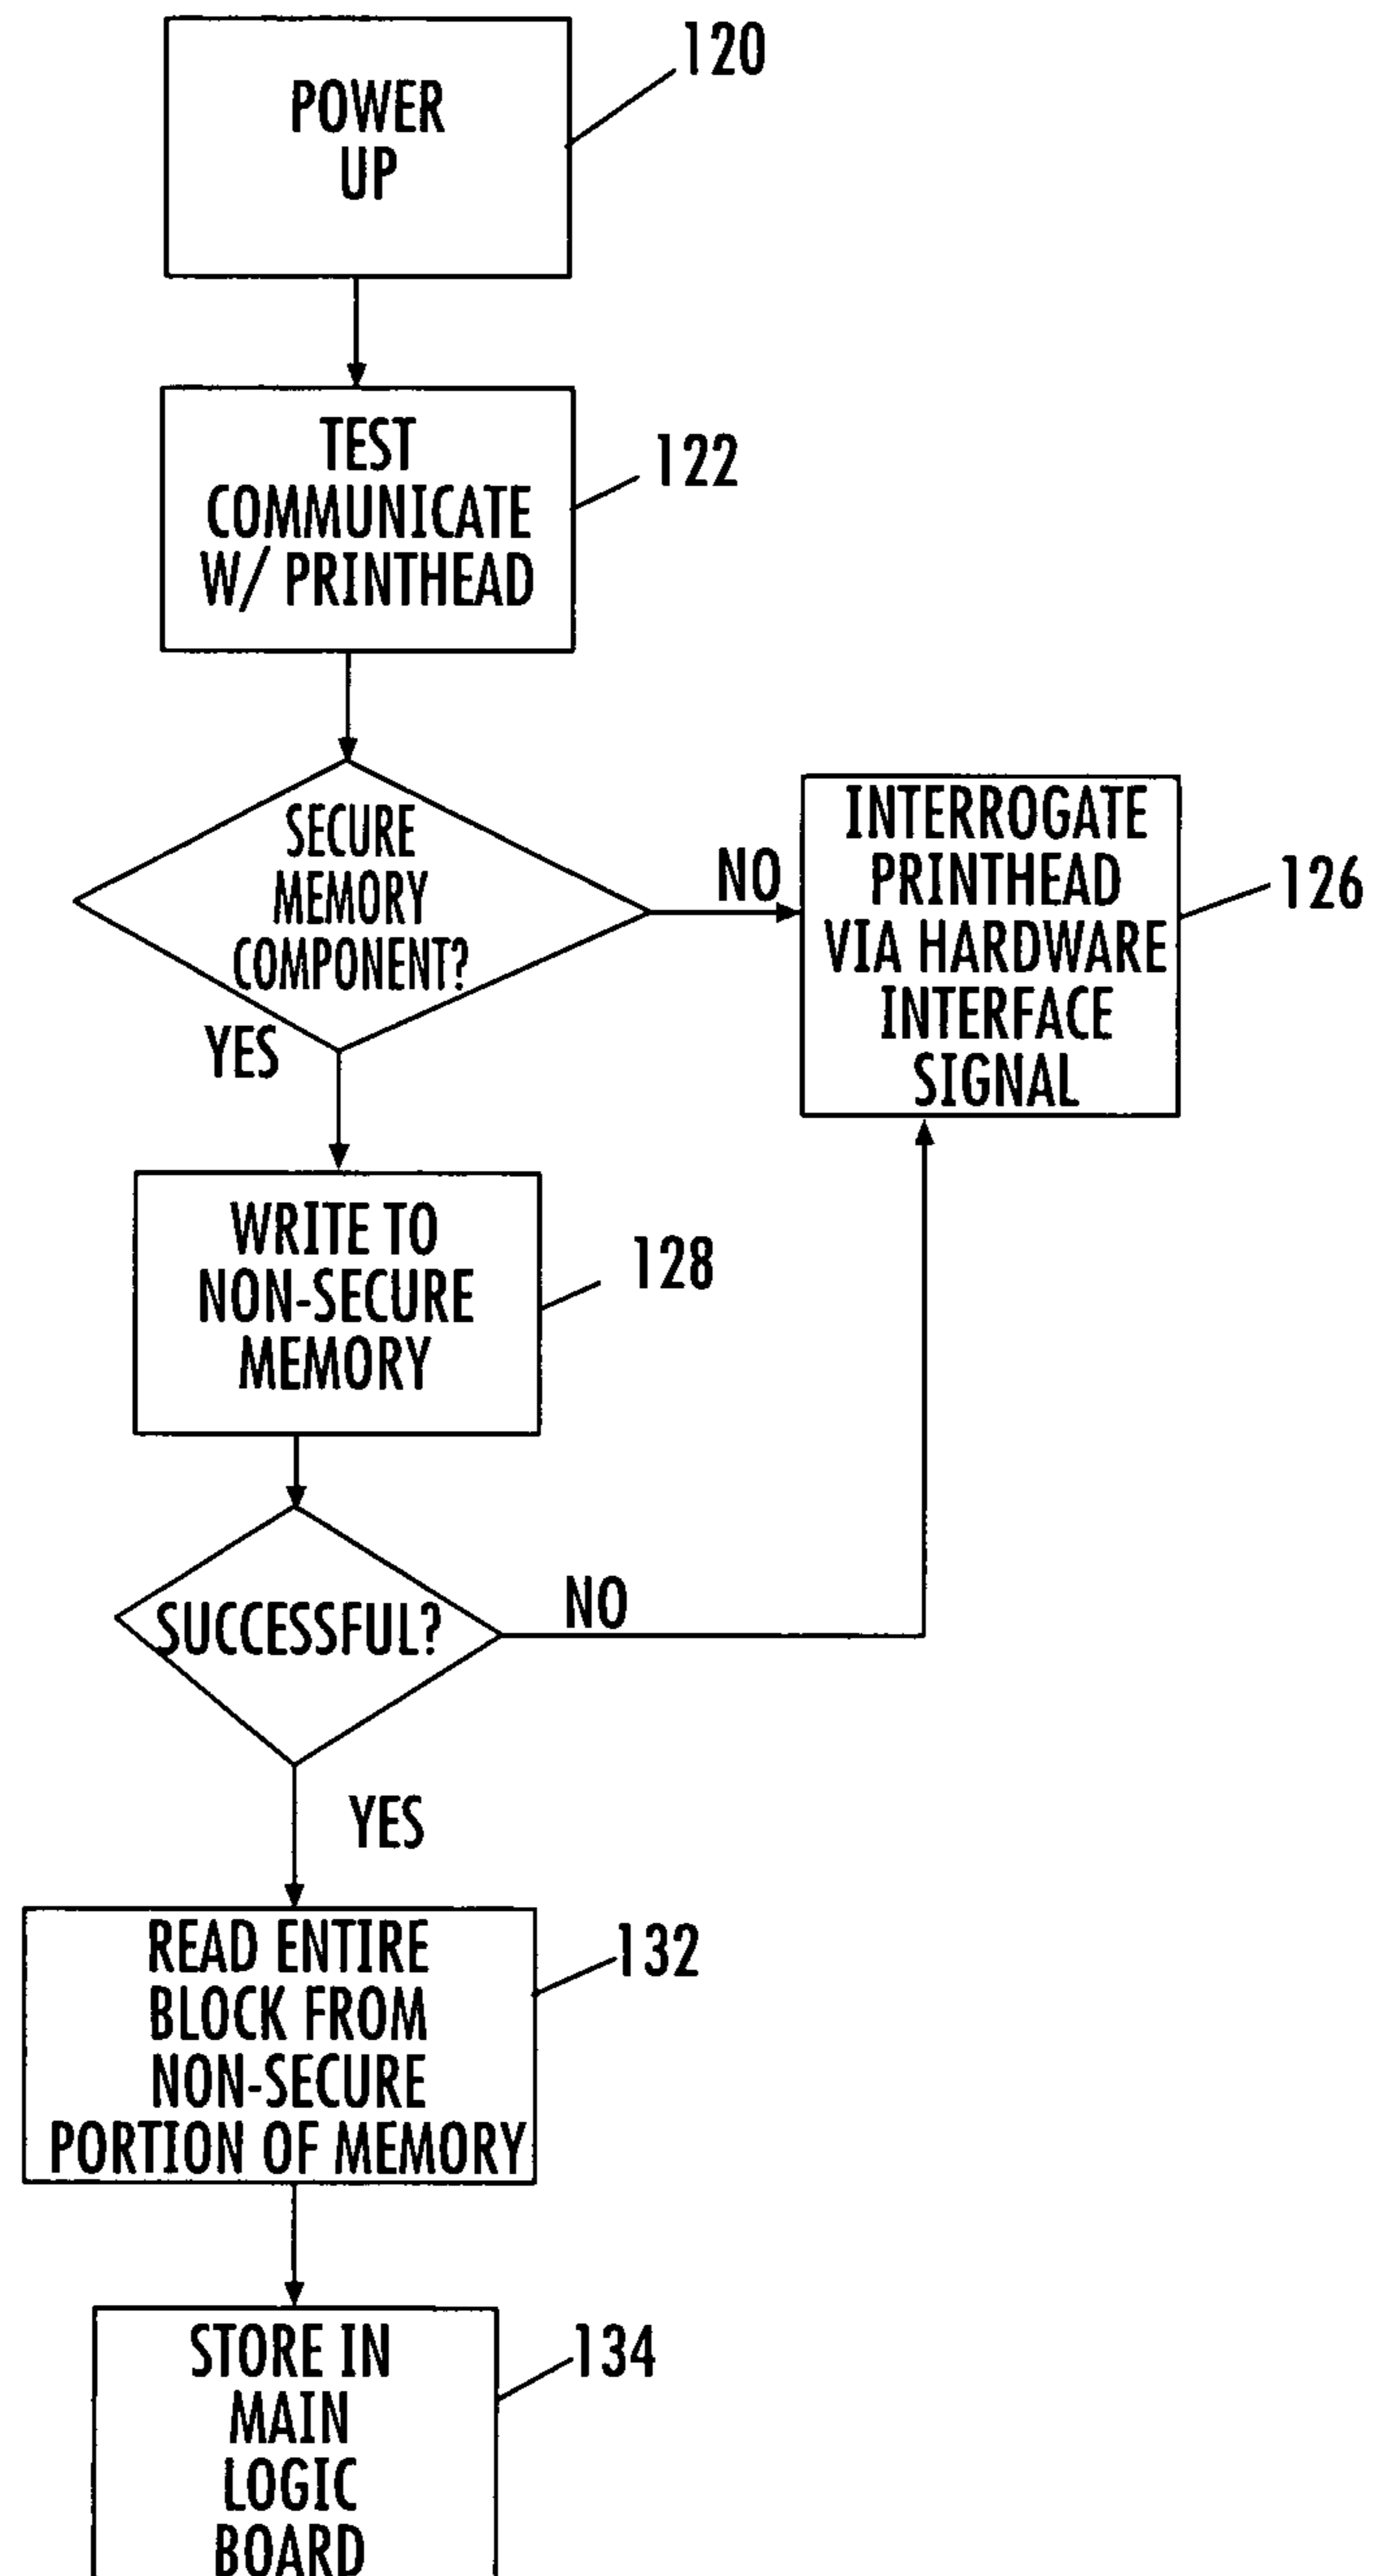 POWER
UP
120
TEST
COMMUNICATE
W/ PRINTHEAD
122
SECURE
MEMORY
COMPONENT?
NO
YES
INTERROGATE
PRINTHEAD
VIA HARDWARE
INTERFACE
SIGNAL
126
WRITE TO
NON-SECURE
MEMORY
128
SUCCESSFUL?
NO
YES
READ ENTIRE
BLOCK FROM
NON-SECURE
PORTION OF MEMORY
132
STORE IN
MAIN
LOGIC
BOARD
134